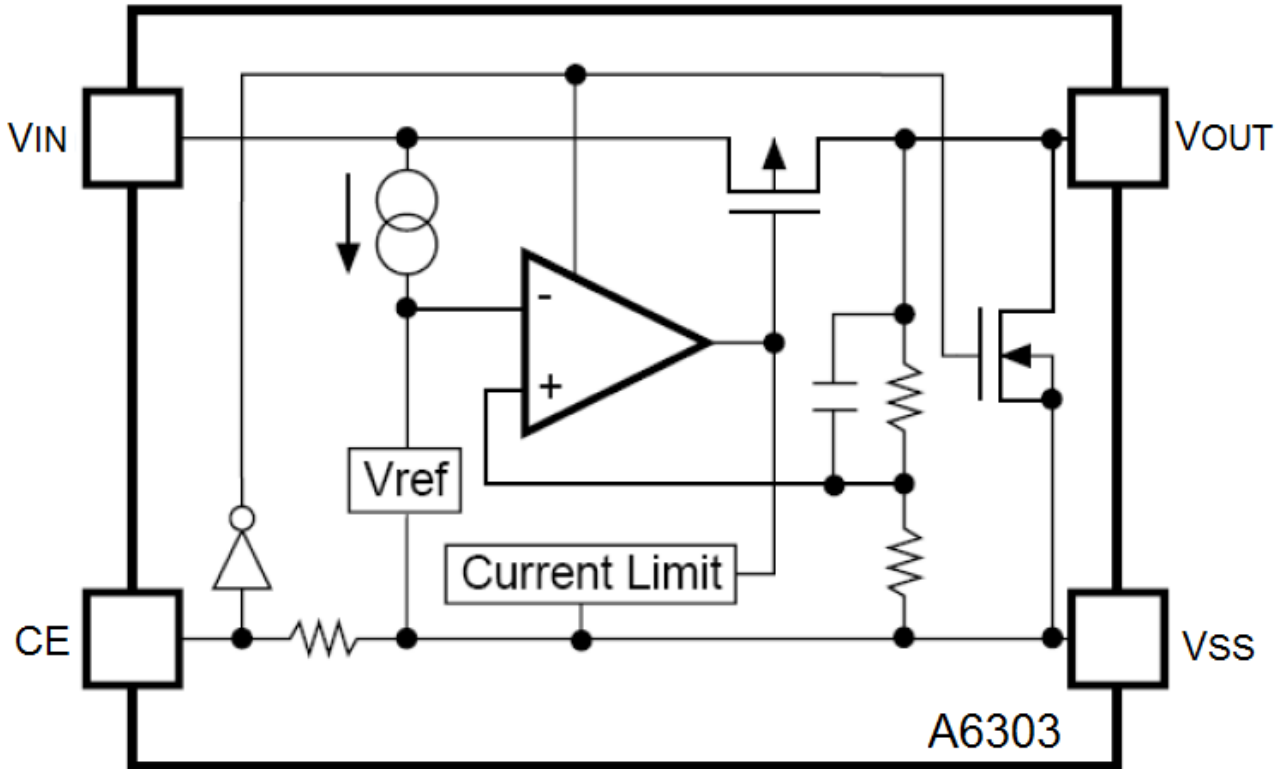 VIN
VOUT
-
+
Vref
Current Limit
CE
VSS
A6303